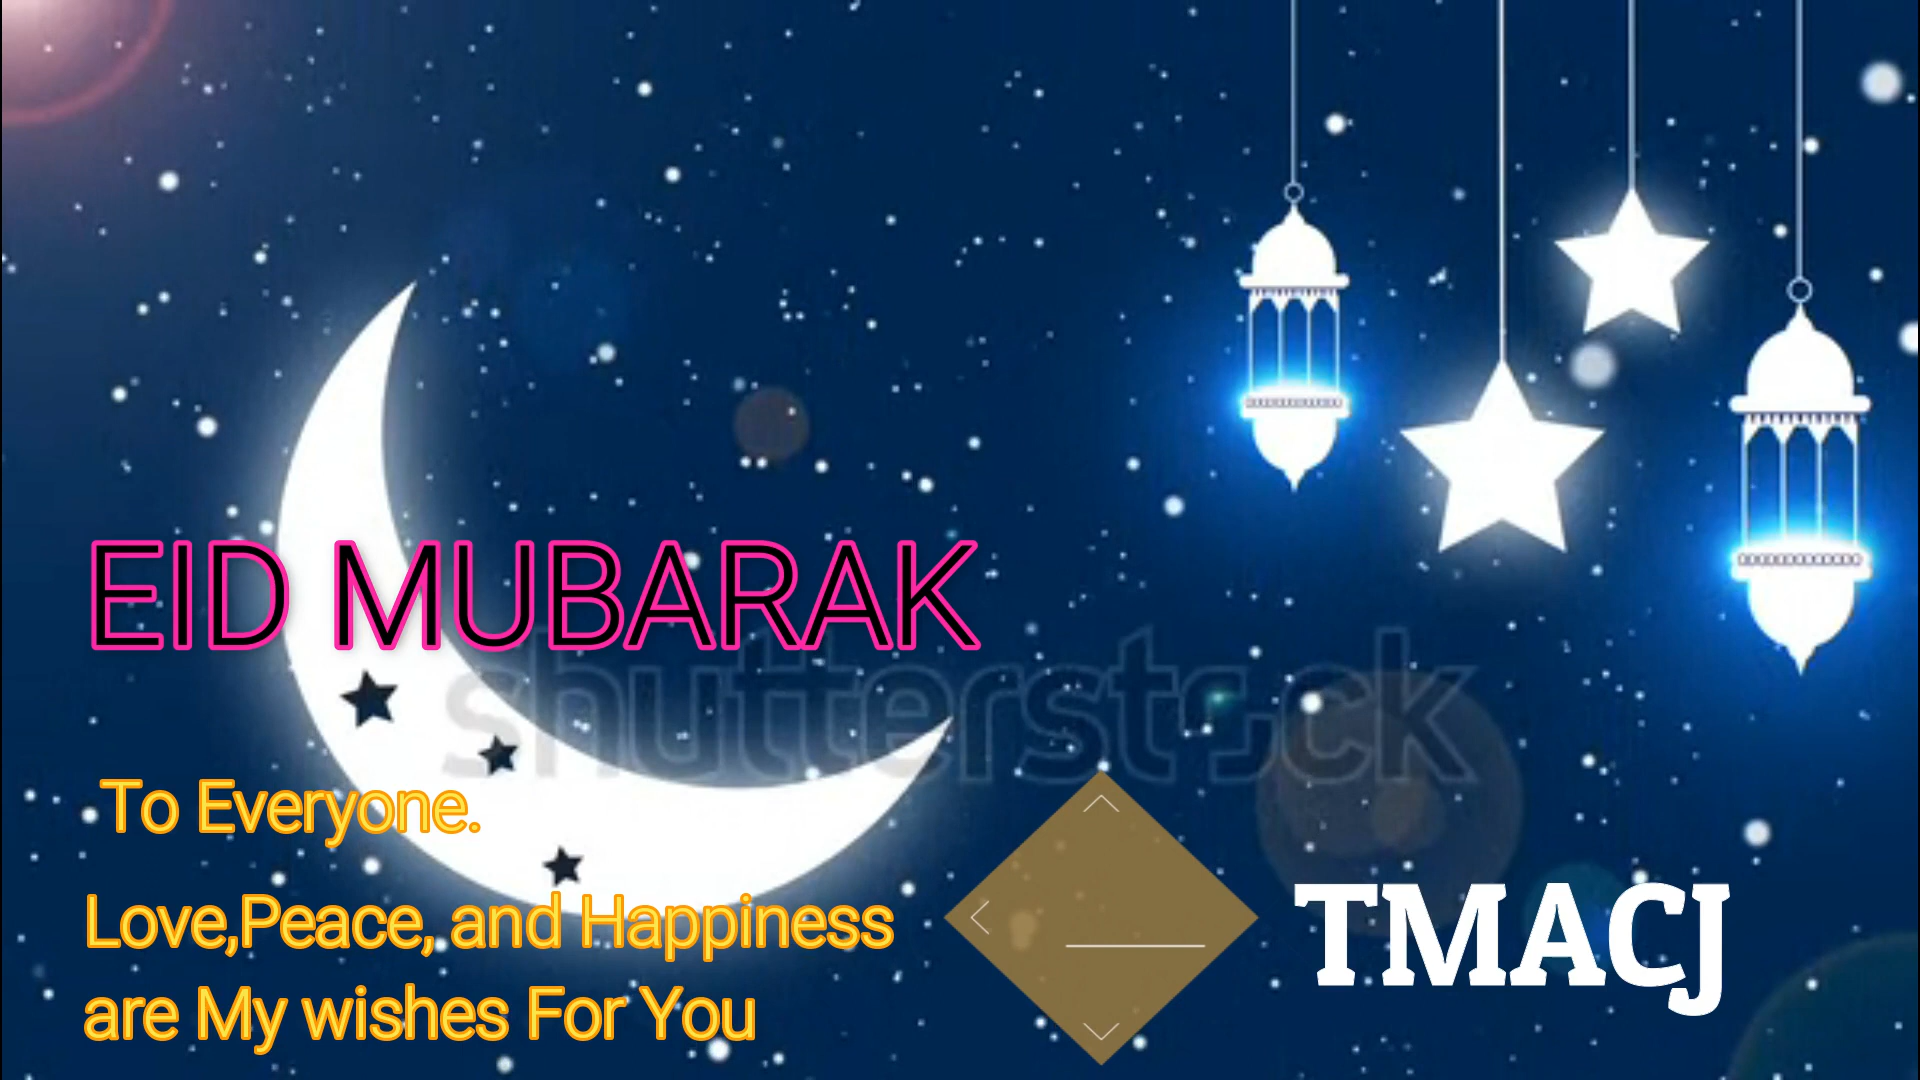 EID MUBARAK
shutterstock
To Everyone.
Love,Peace, and Happiness
are My wishes For You
TMACJ